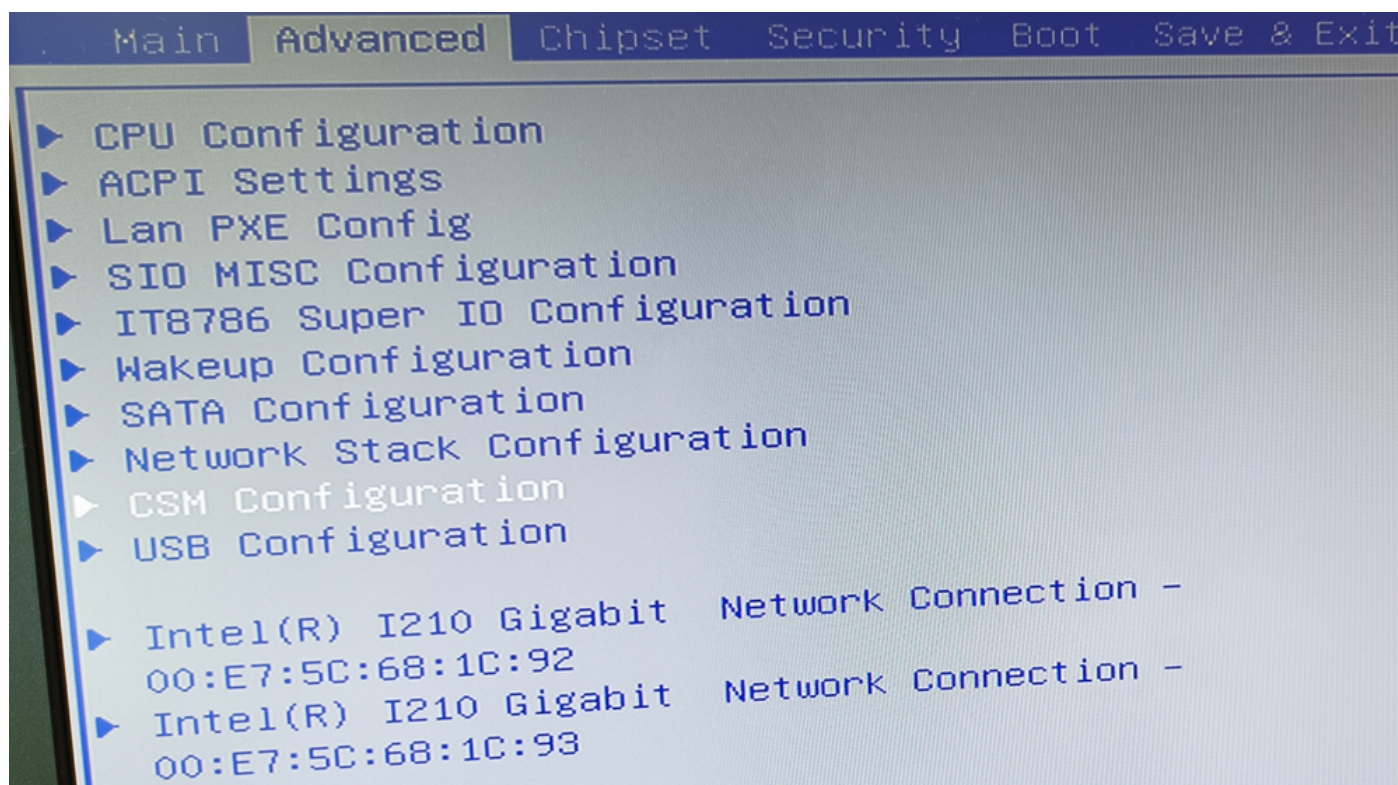 Main Advanced Chipset Security Boot Save & Exit
CPU Configuration
ACPI Settings
Lan PXE Config
SIO MISC Configuration
IT8786 Super IO Configuration
Wakeup Configuration
SATA Configuration
Network Stack Configuration
CSM Configuration
USB Configuration
Intel(R) I210 Gigabit Network Connection -
00:E7:5C:68:1C:92
Intel(R) I210 Gigabit Network Connection -
00:E7:5C:68:1C:93